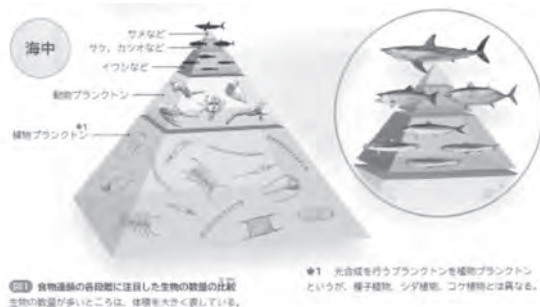 海中
サメなど
サケ，カツオなど
イワシなど
動物プランクトン
植物プランクトン ＊1
図1 食物連鎖の各段階に注目した生物の数量の比較
生物の数量が多いところは，体積を大きく表している。
＊1 光合成を行うプランクトンを植物プランクトン
というが，種子植物，シダ植物，コケ植物とは異なる。